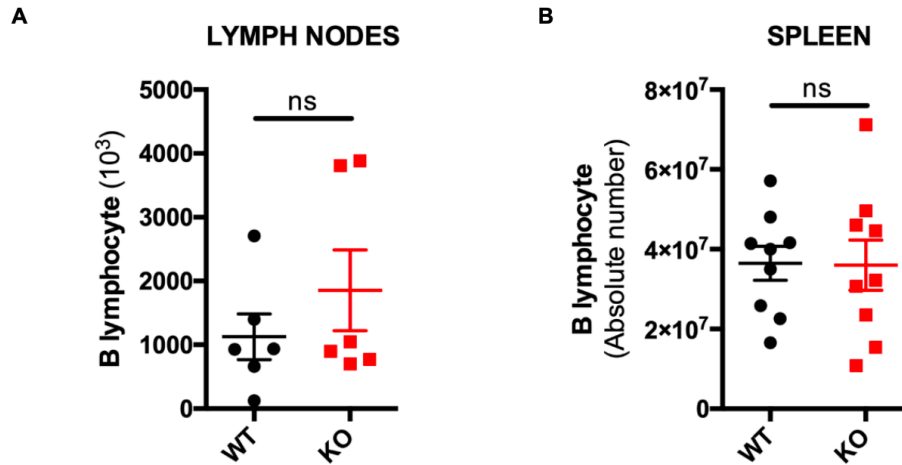 A
LYMPH NODES
ns
B lymphocyte (10³)
5000
4000
3000
2000
1000
0
WT
KO
B
SPLEEN
ns
B lymphocyte
(Absolute number)
8×10⁷
6×10⁷
4×10⁷
2×10⁷
0
WT
KO